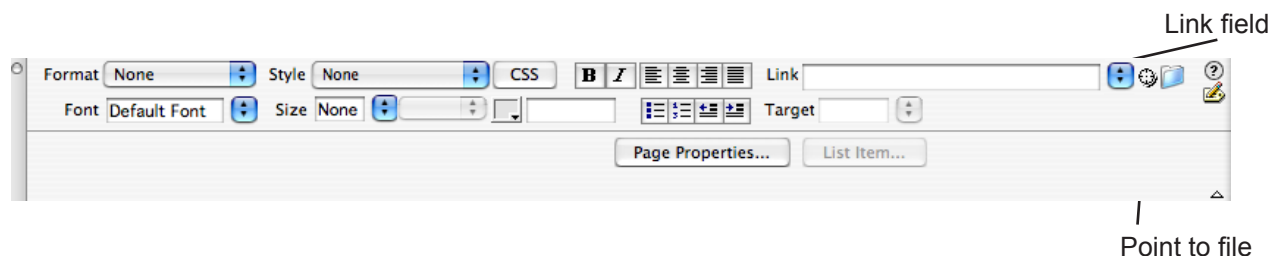 Link field
Format None Style None CSS B I Link
Font Default Font Size None Target
Page Properties... List Item...
Point to file